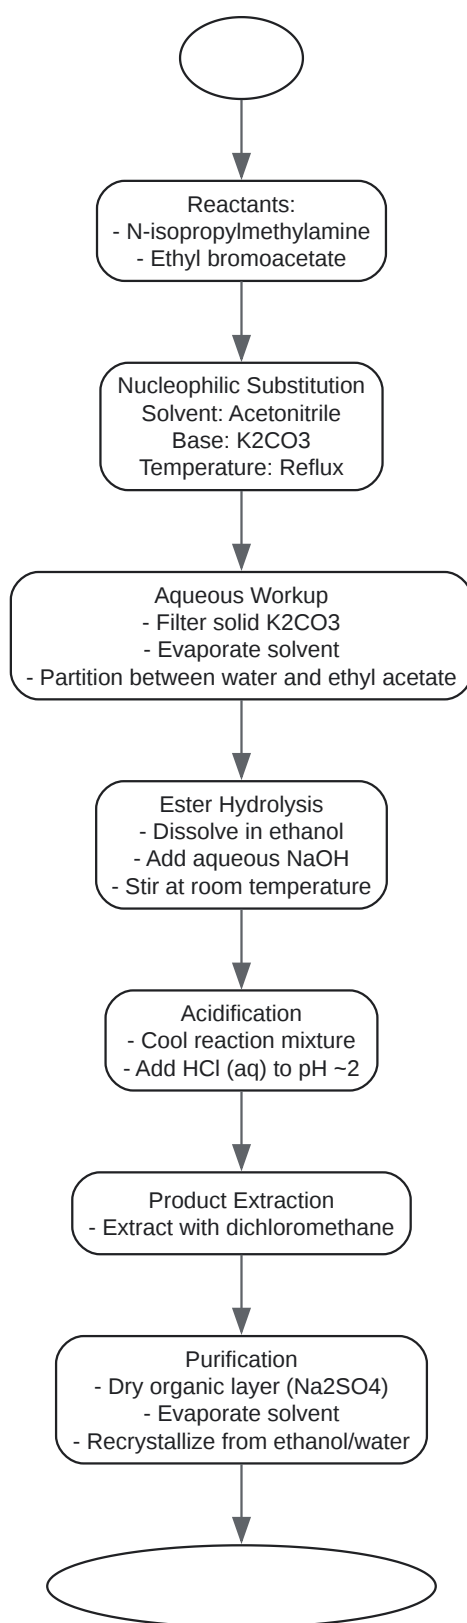 Reactants:
- N-isopropylmethylamine
- Ethyl bromoacetate
Nucleophilic Substitution
Solvent: Acetonitrile
Base: K2CO3
Temperature: Reflux
Aqueous Workup
- Filter solid K2CO3
- Evaporate solvent
- Partition between water and ethyl acetate
Ester Hydrolysis
- Dissolve in ethanol
- Add aqueous NaOH
- Stir at room temperature
Acidification
- Cool reaction mixture
- Add HCl (aq) to pH ~2
Product Extraction
- Extract with dichloromethane
Purification
- Dry organic layer (Na2SO4)
- Evaporate solvent
- Recrystallize from ethanol/water